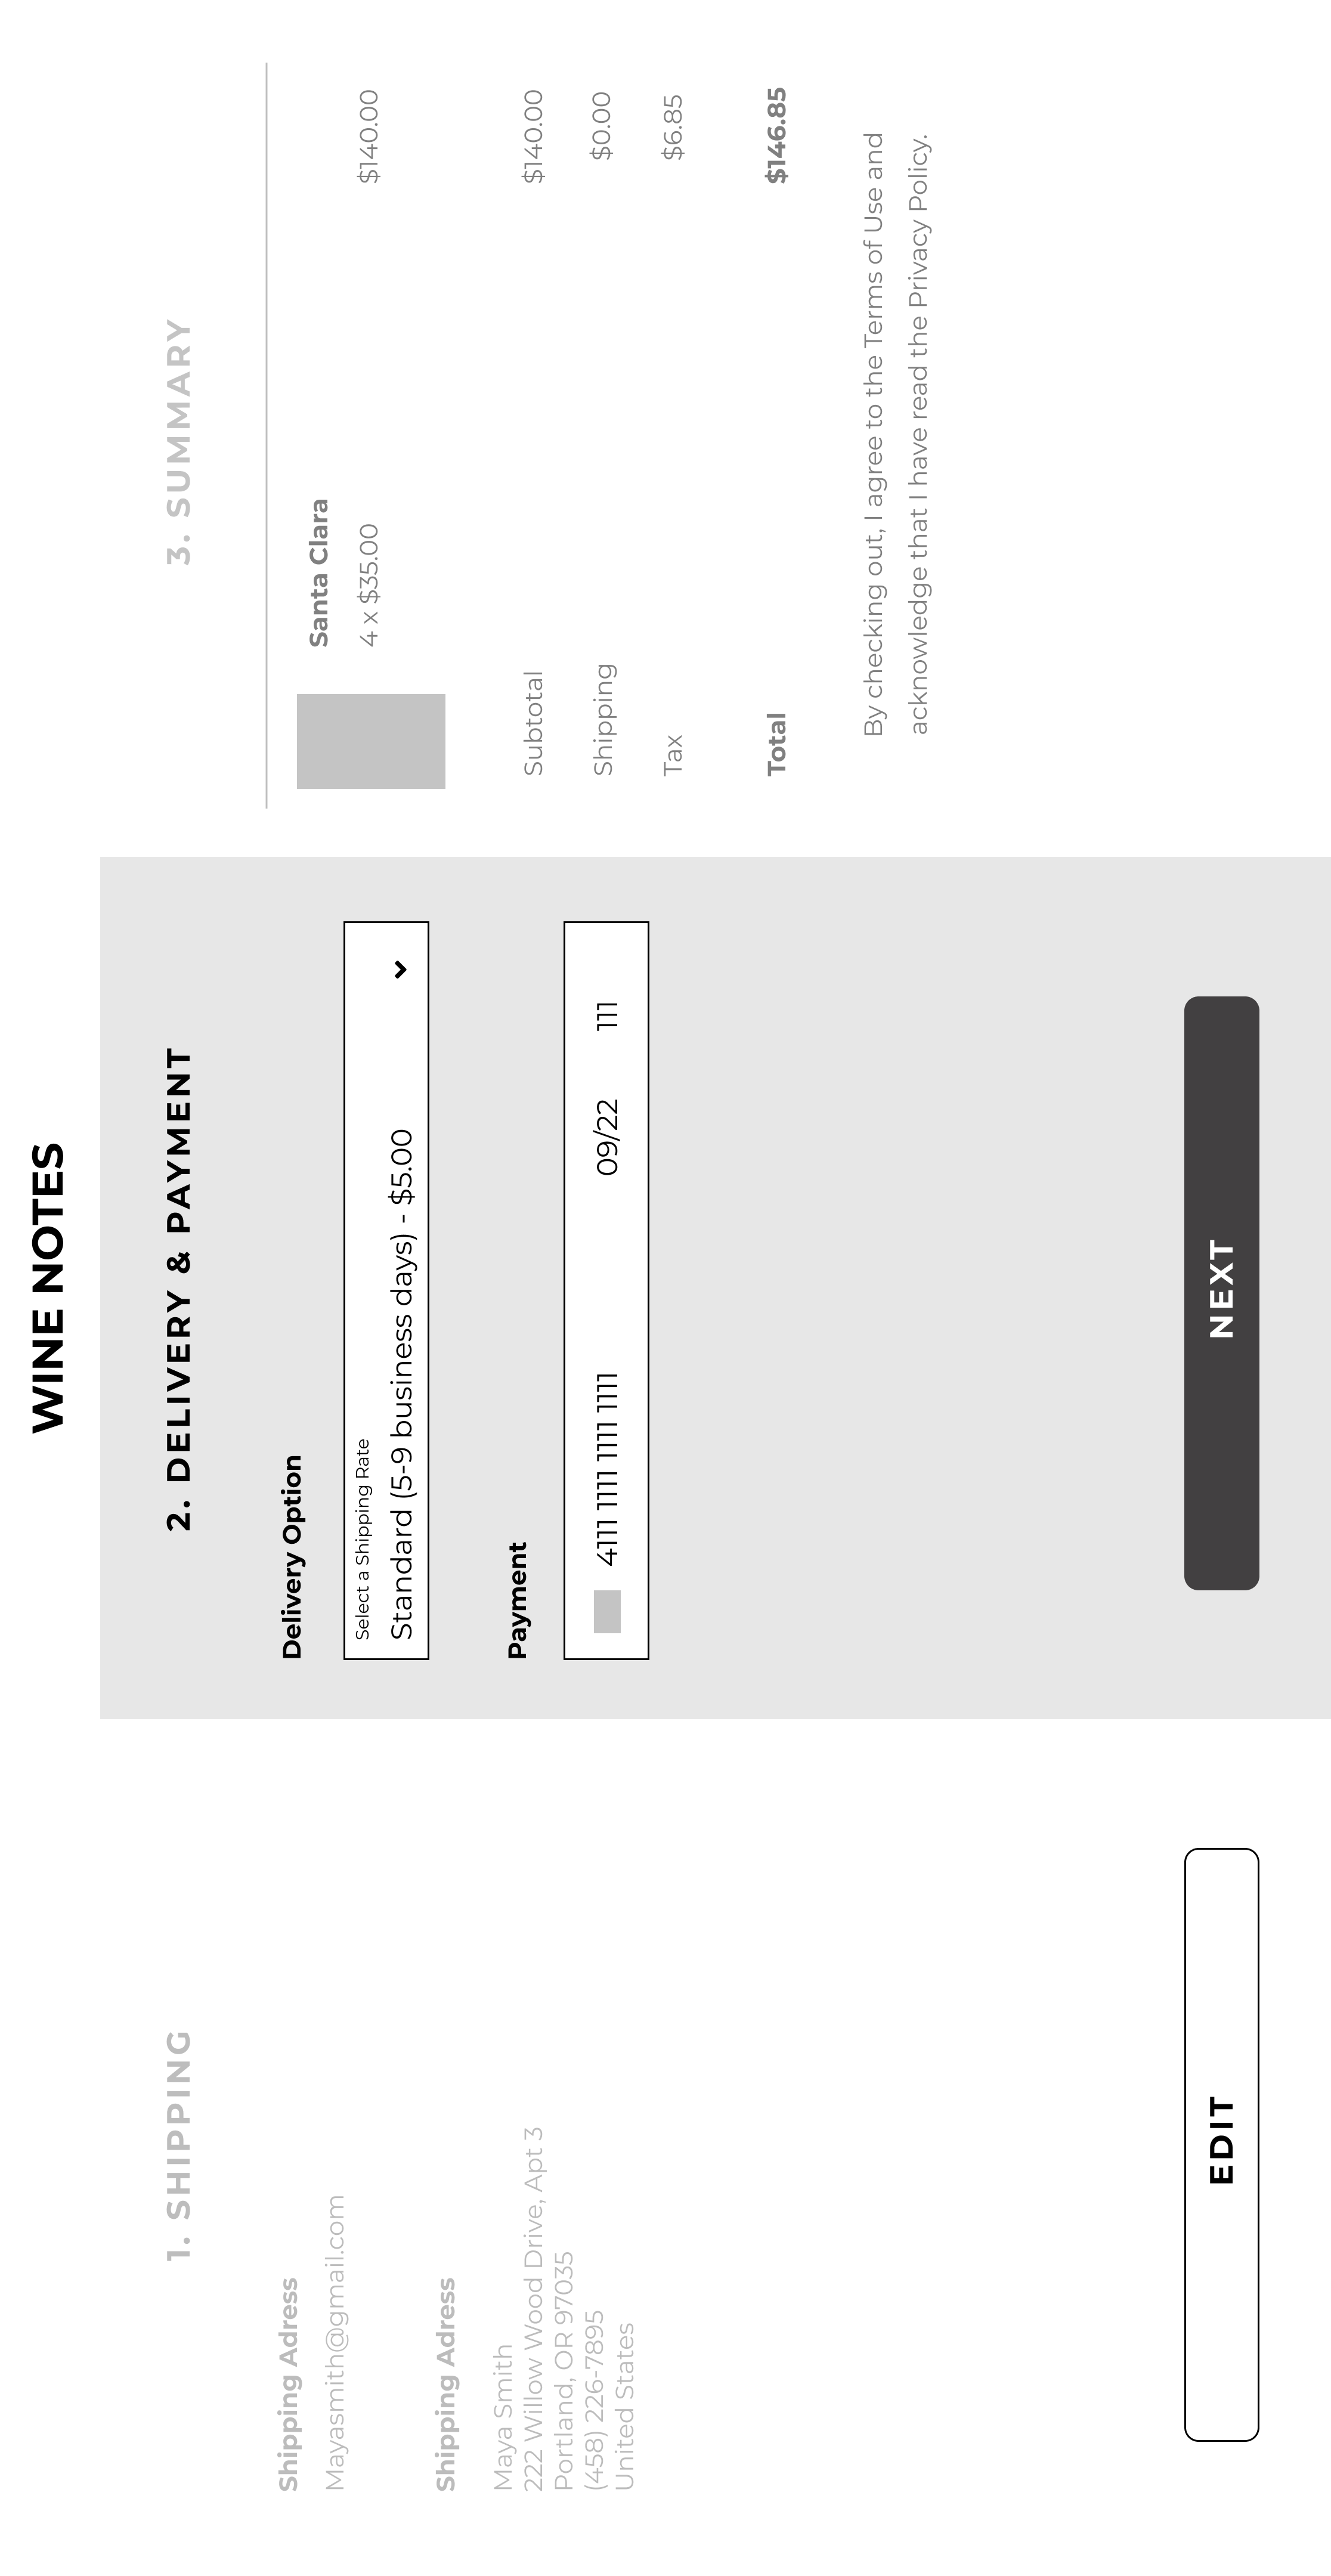 WINE NOTES
1. SHIPPING
Shipping Adress
Mayasmith@gmail.com
Shipping Adress
Maya Smith
222 Willow Wood Drive, Apt 3
Portland, OR 97035
(458) 226-7895
United States
EDIT
2. DELIVERY & PAYMENT
Delivery Option
Select a Shipping Rate
Standard (5-9 business days) - $5.00
Payment
4111 1111 1111 1111 09/22 111
NEXT
3. SUMMARY
Santa Clara
4 x $35.00 $140.00
Subtotal $140.00
Shipping $0.00
Tax $6.85
Total $146.85
By checking out, I agree to the Terms of Use and
acknowledge that I have read the Privacy Policy.